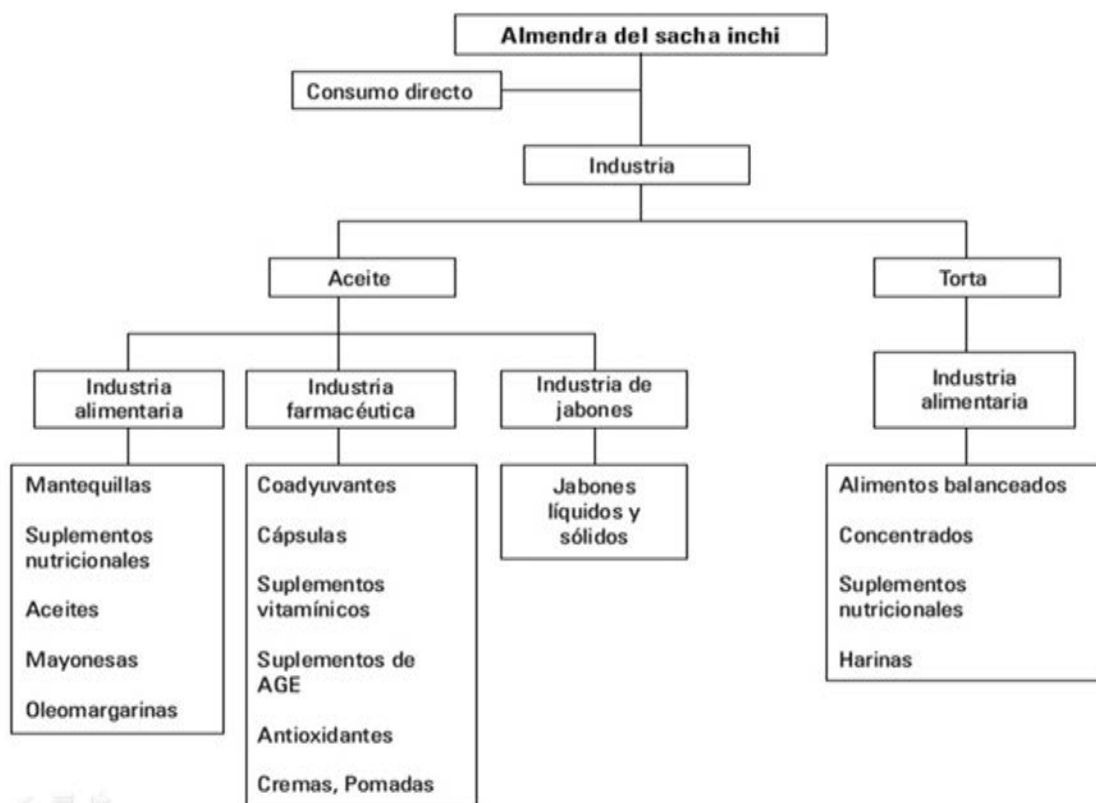 Almendra del sacha inchi
Consumo directo
Industria
Aceite
Torta
Industria
alimentaria
Industria
farmacéutica
Industria de
jabones
Industria
alimentaria
Mantequillas
Suplementos
nutricionales
Aceites
Mayonesas
Oleomargarinas
Coadyuvantes
Cápsulas
Suplementos
vitamínicos
Suplementos de
AGE
Antioxidantes
Cremas, Pomadas
Jabones
líquidos y
sólidos
Alimentos balanceados
Concentrados
Suplementos
nutricionales
Harinas